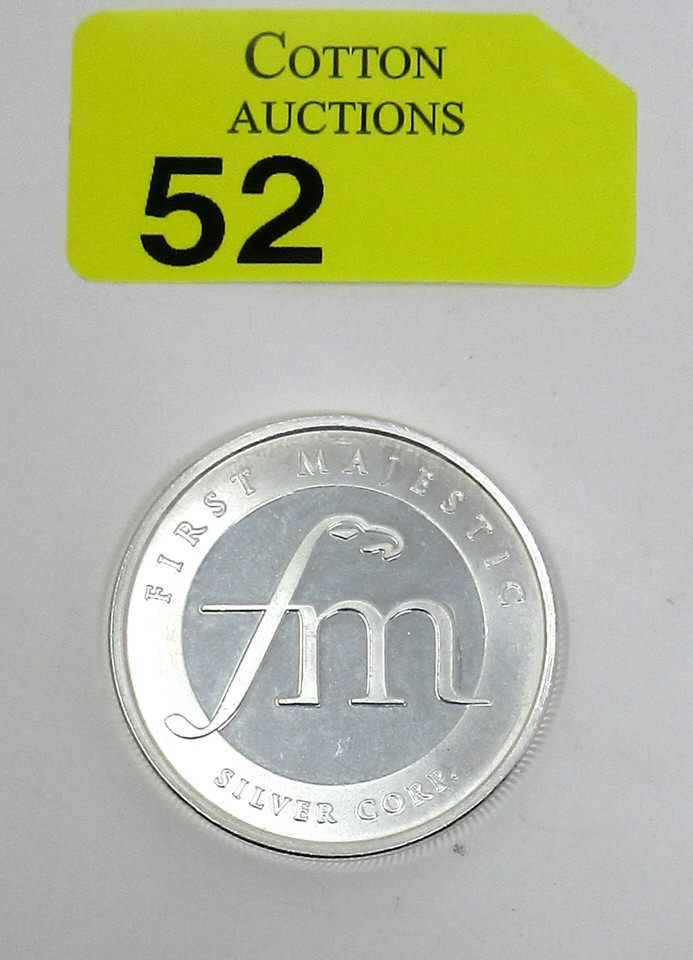 COTTON
AUCTIONS
52
FIRST MAJESTIC
fm
SILVER CORP.